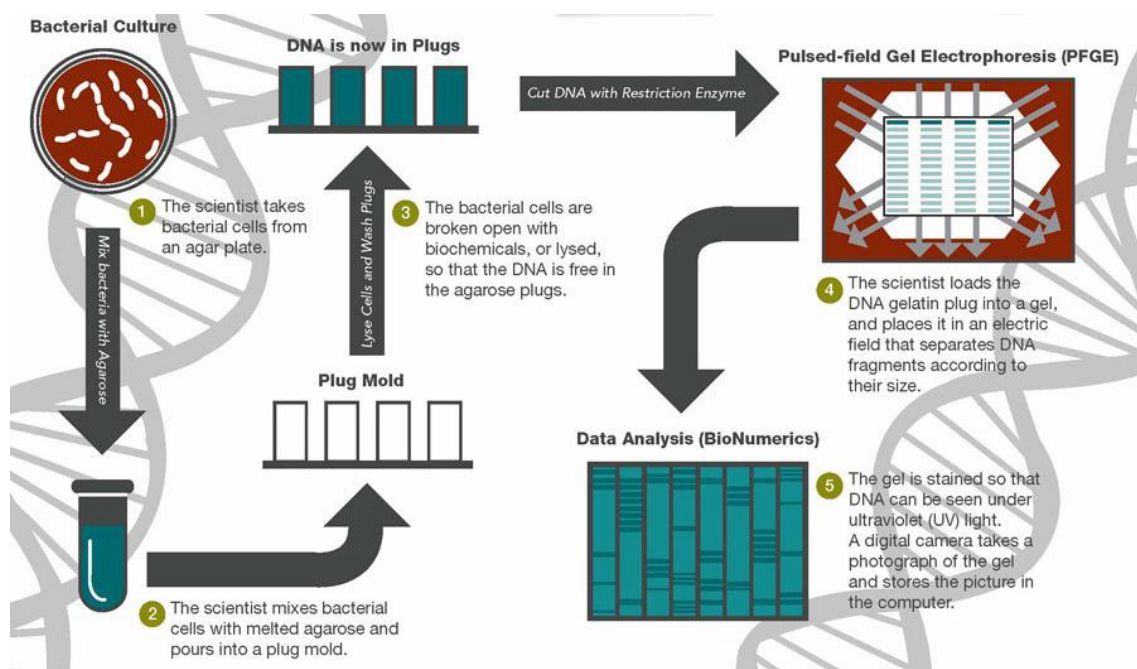 Bacterial Culture
1
The scientist takes
bacterial cells from
an agar plate.
Mix bacteria with Agarose
2
The scientist mixes bacterial
cells with melted agarose and
pours into a plug mold.
Plug Mold
Lyse Cells and Wash Plugs
3
The bacterial cells are
broken open with
biochemicals, or lysed,
so that the DNA is free in
the agarose plugs.
DNA is now in Plugs
Cut DNA with Restriction Enzyme
Pulsed-field Gel Electrophoresis (PFGE)
4
The scientist loads the
DNA gelatin plug into a gel,
and places it in an electric
field that separates DNA
fragments according to
their size.
Data Analysis (BioNumerics)
5
The gel is stained so that
DNA can be seen under
ultraviolet (UV) light.
A digital camera takes a
photograph of the gel
and stores the picture in
the computer.